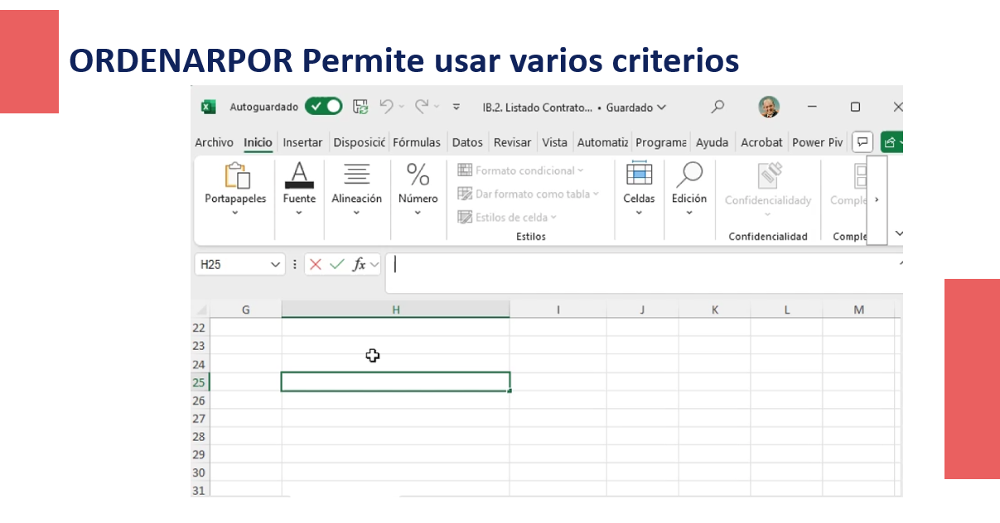 ORDENARPOR Permite usar varios criterios
Autoguardado IB.2. Listado Contrato... • Guardado
Archivo Inicio Insertar Disposició Fórmulas Datos Revisar Vista Automatiz Programa Ayuda Acrobat Power Piv
Portapapeles Fuente Alineación Número Formato condicional Dar formato como tabla Estilos de celda Celdas Edición Confidencialidady Comple
Estilos Confidencialidad Comple
H25 fx
G H I J K L M
22
23
24
25
26
27
28
29
30
31